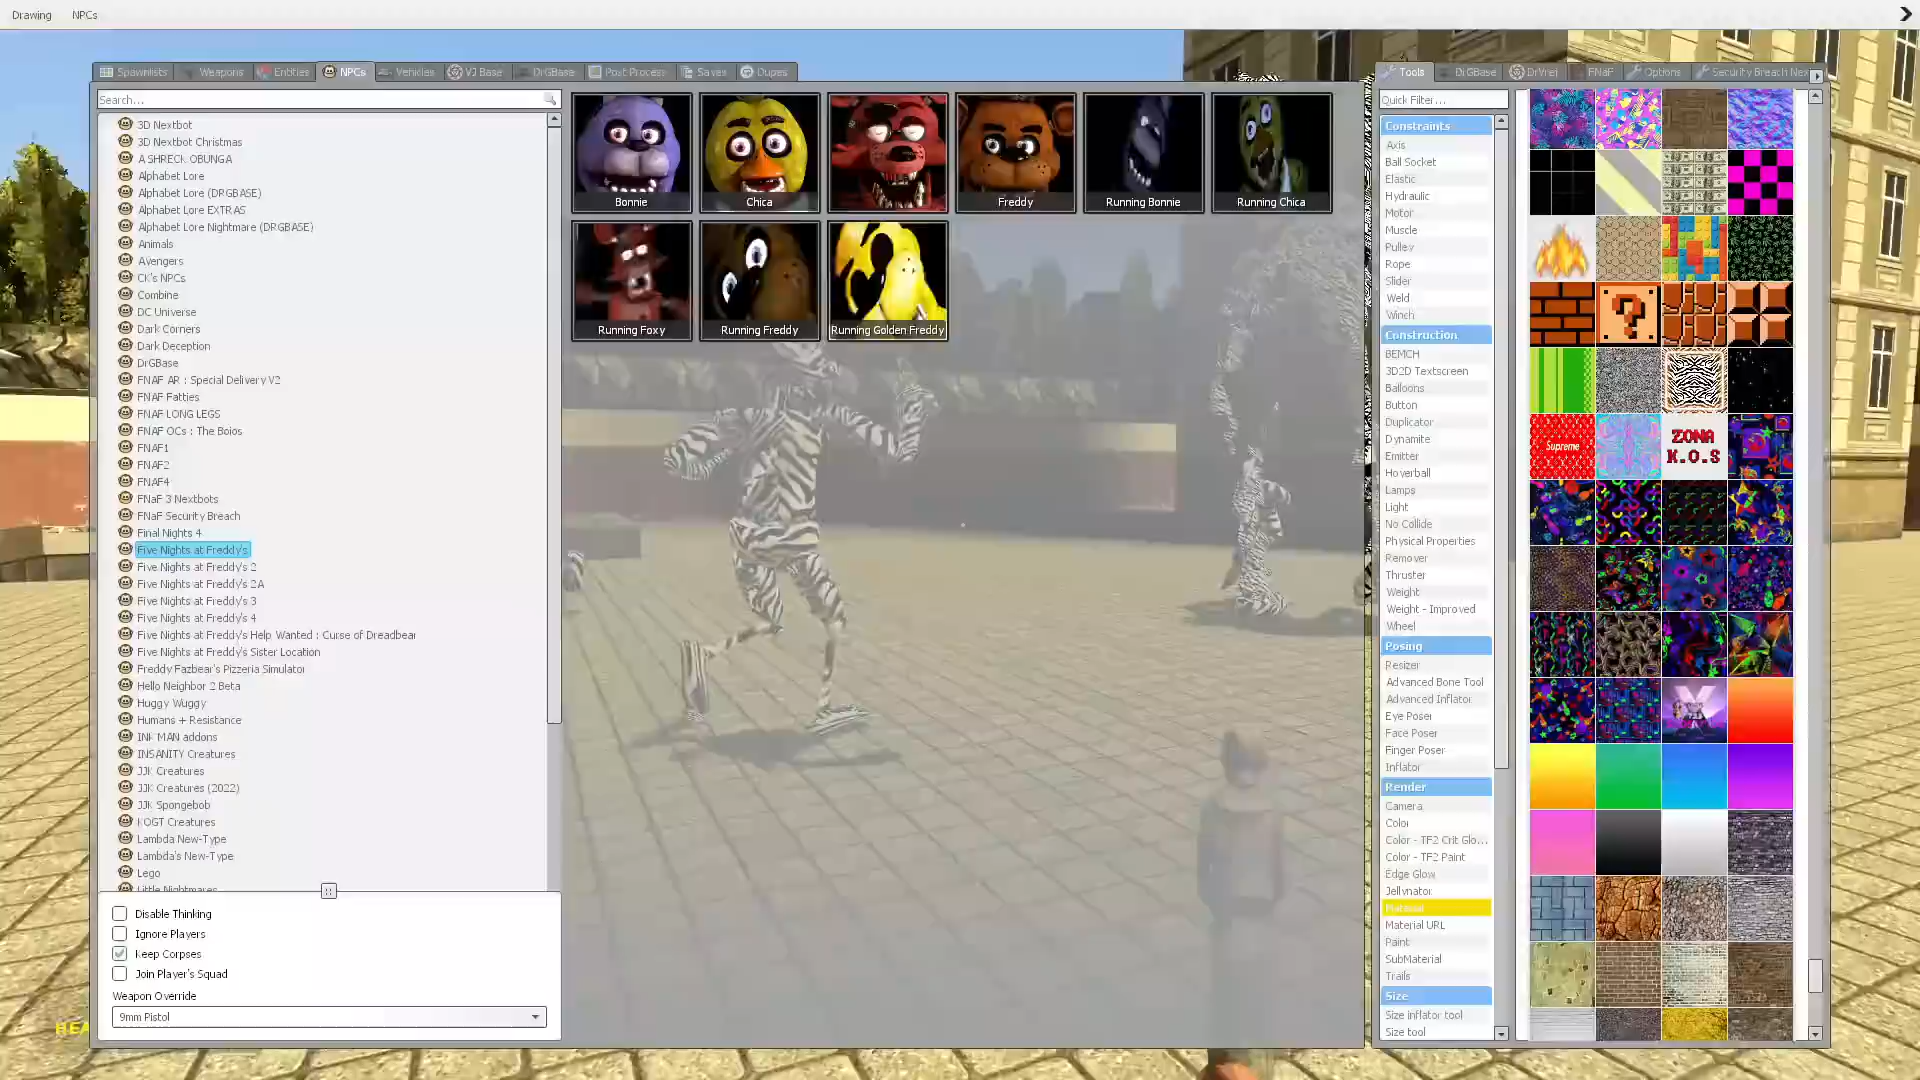 Drawing NPCs
Spawnlists Weapons Entities NPCs Vehicles VJ Base DrGBase Post Process Saves Dupes
Tools DrGBase DrVrej FNaF Options Security Breach Nex
Search...
Quick Filter...
3D Nextbot
3D Nextbot Christmas
A SHRECK OBUNGA
Alphabet Lore
Alphabet Lore (DRGBASE)
Alphabet Lore EXTRAS
Alphabet Lore Nightmare (DRGBASE)
Animals
Avengers
CK's NPCs
Combine
DC Universe
Dark Corners
Dark Deception
DrGBase
FNAF AR : Special Delivery V2
FNAF Fatties
FNAF LONG LEGS
FNAF OCs : The Boios
FNAF1
FNAF2
FNAF4
FNaF 3 Nextbots
FNaF Security Breach
Final Nights 4
Five Nights at Freddy's
Five Nights at Freddy's 2
Five Nights at Freddy's 2A
Five Nights at Freddy's 3
Five Nights at Freddy's 4
Five Nights at Freddy's Help Wanted : Curse of Dreadbear
Five Nights at Freddy's Sister Location
Freddy Fazbear's Pizzeria Simulator
Hello Neighbor 2 Beta
Huggy Wuggy
Humans + Resistance
INK MAN addons
INSANITY Creatures
JJK Creatures
JJK Creatures (2022)
JJK Spongebob
KOGT Creatures
Lambda New-Type
Lambda's New-Type
Lego
Little Nightmares
Disable Thinking
Ignore Players
Keep Corpses
Join Player's Squad
Weapon Override
9mm Pistol
HEA
Bonnie
Chica
Freddy
Running Bonnie
Running Chica
Running Foxy
Running Freddy
Running Golden Freddy
Constraints
Axis
Ball Socket
Elastic
Hydraulic
Motor
Muscle
Pulley
Rope
Slider
Weld
Winch
Construction
BEMCH
3D2D Textscreen
Balloons
Button
Duplicator
Dynamite
Emitter
Hoverball
Lamps
Light
No Collide
Physical Properties
Remover
Thruster
Weight
Weight - Improved
Wheel
Posing
Resizer
Advanced Bone Tool
Advanced Inflator
Eye Poser
Face Poser
Finger Poser
Inflator
Render
Camera
Color
Color - TF2 Crit Glo...
Color - TF2 Paint
Edge Glow
Jellynator
Material
Material URL
Paint
SubMaterial
Trails
Size
Size inflator tool
Size tool
?
Supreme
ZONA
K.O.S